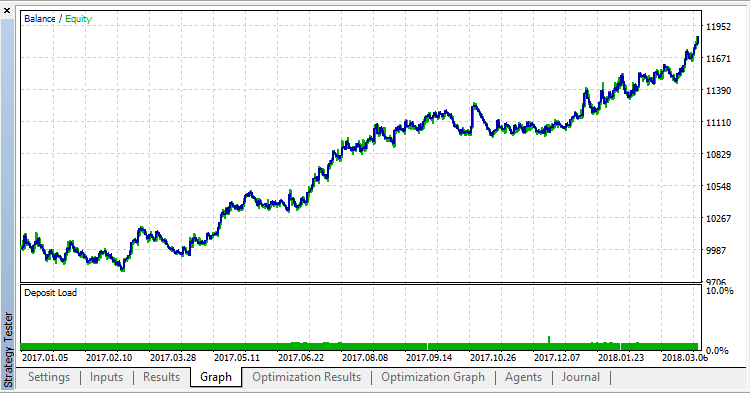 Balance / Equity
11952
11671
11390
11110
10829
10548
10267
9987
9706
Deposit Load
10.0%
0.0%
2017.01.05 2017.02.10 2017.03.28 2017.05.11 2017.06.22 2017.08.08 2017.09.14 2017.10.26 2017.12.07 2018.01.23 2018.03.06
Strategy Tester
Settings Inputs Results Graph Optimization Results Optimization Graph Agents Journal